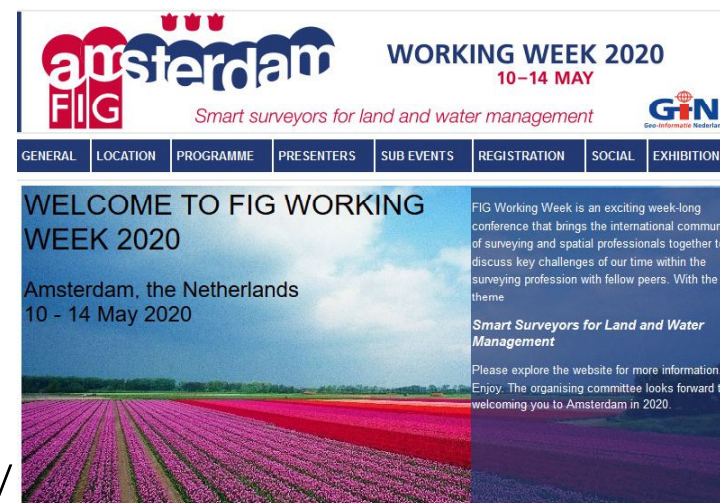 amsterdam
FIG
WORKING WEEK 2020
10-14 MAY
Smart surveyors for land and water management
GIN
Geo-Informatie Nederland
GENERAL LOCATION PROGRAMME PRESENTERS SUB EVENTS REGISTRATION SOCIAL EXHIBITION
WELCOME TO FIG WORKING
WEEK 2020
Amsterdam, the Netherlands
10 - 14 May 2020
FIG Working Week is an exciting week-long
conference that brings the international
of surveying and spatial professionals together
discuss key challenges of our time within the
surveying profession with fellow peers. With the
theme
Smart Surveyors for Land and Water
Management
Please explore the website for more information.
Enjoy. The organising committee looks forward
welcoming you to Amsterdam in 2020.
/